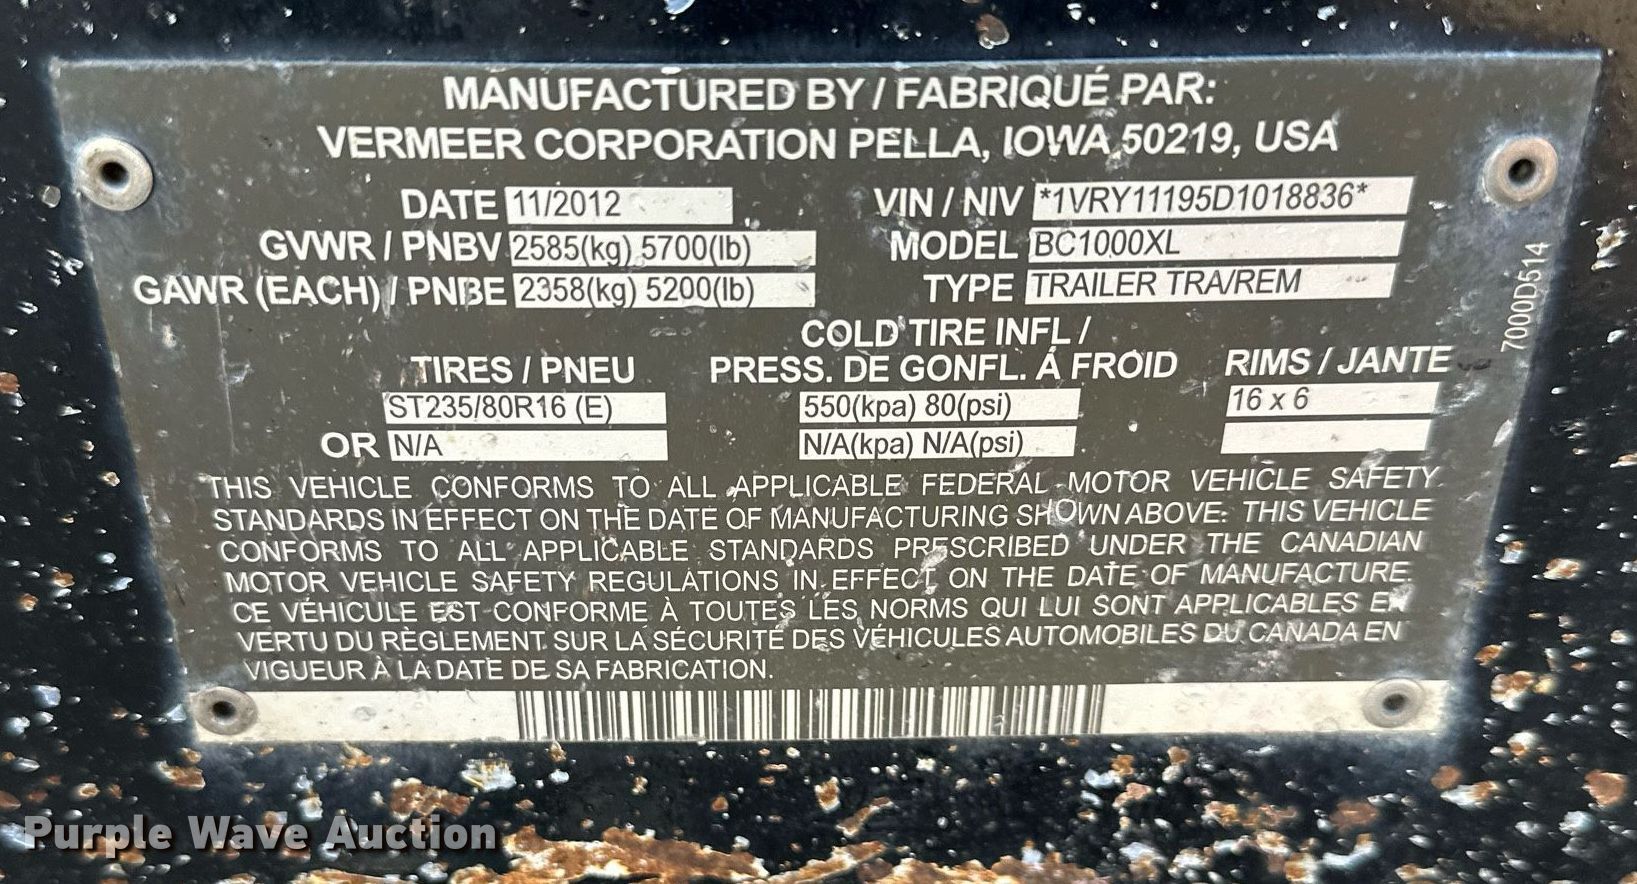 MANUFACTURED BY / FABRIQUÉ PAR:
VERMEER CORPORATION PELLA, IOWA 50219, USA
DATE 11/2012
VIN / NIV *1VRY11195D1018836*
GVWR / PNBV 2585(kg) 5700(lb)
MODEL BC1000XL
GAWR (EACH) / PNBE 2358(kg) 5200(lb)
TYPE TRAILER TRA/REM
7000D514
COLD TIRE INFL /
TIRES / PNEU
PRESS. DE GONFL. Á FROID
RIMS / JANTE
ST235/80R16 (E)
550(kpa) 80(psi)
16 x 6
OR N/A
N/A(kpa) N/A(psi)
THIS VEHICLE CONFORMS TO ALL APPLICABLE FEDERAL MOTOR VEHICLE SAFETY
STANDARDS IN EFFECT ON THE DATE OF MANUFACTURING SHOWN ABOVE. THIS VEHICLE
CONFORMS TO ALL APPLICABLE STANDARDS PRESCRIBED UNDER THE CANADIAN
MOTOR VEHICLE SAFETY REGULATIONS IN EFFECT ON THE DATE OF MANUFACTURE.
CE VÉHICULE EST CONFORME À TOUTES LES NORMS QUI LUI SONT APPLICABLES EN
VERTU DU RÈGLEMENT SUR LA SÉCURITÉ DES VÉHICULES AUTOMOBILES DU CANADA EN
VIGUEUR À LA DATE DE SA FABRICATION.
Purple Wave Auction